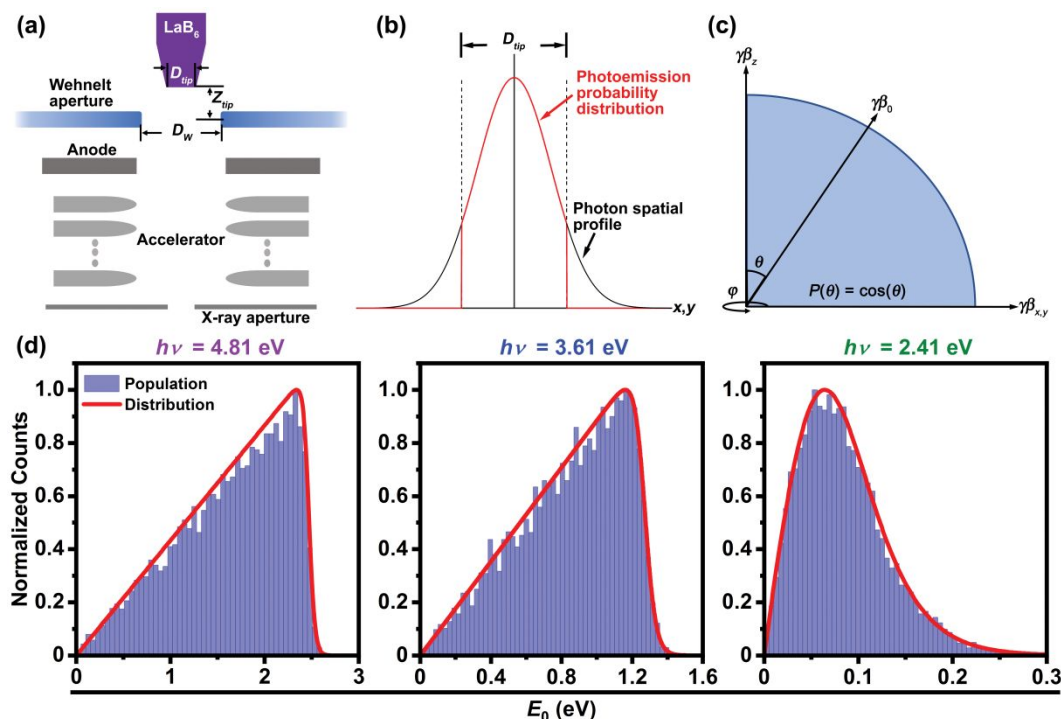 (a)
LaB6
Dtip
Wehnelt
aperture
Ztip
DW
Anode
Accelerator
X-ray aperture
(b)
Dtip
Photoemission
probability
distribution
Photon spatial
profile
x,y
(c)
γβz
γβ0
θ
φ
P(θ) = cos(θ)
γβx,y
(d)
hν = 4.81 eV
hν = 3.61 eV
hν = 2.41 eV
Population
Distribution
Normalized Counts
1.0
0.8
0.6
0.4
0.2
0
0
1
2
3
1.0
0.8
0.6
0.4
0.2
0
0
0.4
0.8
1.2
1.6
1.0
0.8
0.6
0.4
0.2
0
0
0.1
0.2
0.3
E0 (eV)